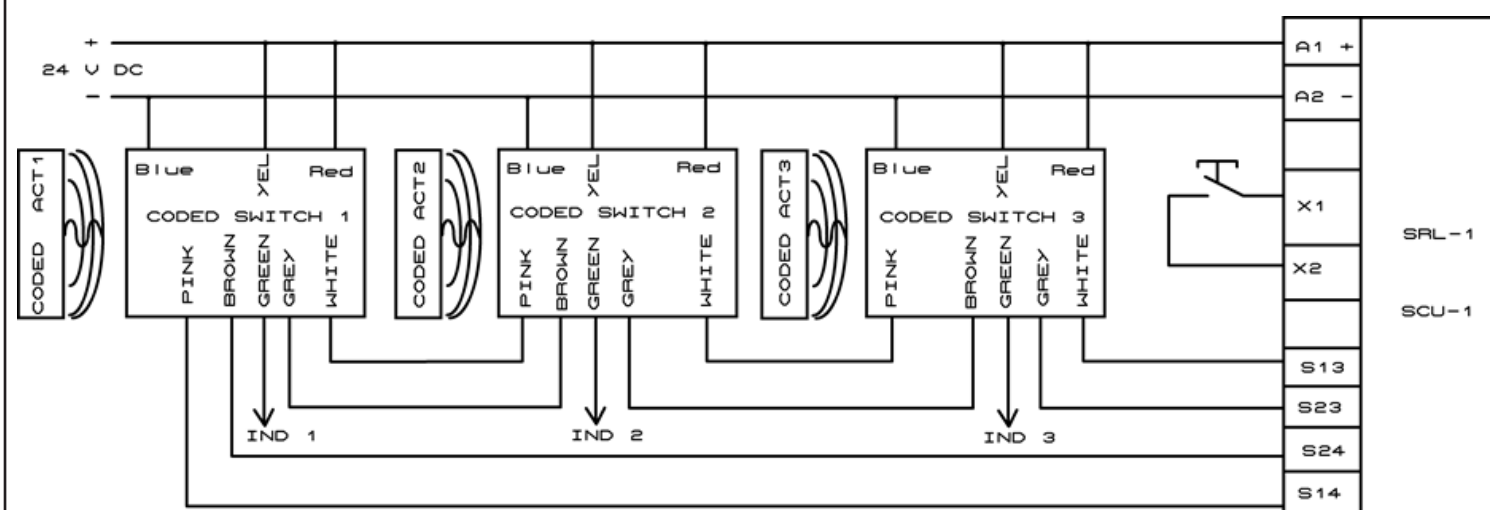 +
24 V DC
-
A1 +
A2 -
X1
X2
S13
S23
S24
S14
SRL-1
SCU-1
CODED ACT1
Blue YEL Red
CODED SWITCH 1
PINK
BROWN
GREEN
GREY
WHITE
IND 1
CODED ACT2
Blue YEL Red
CODED SWITCH 2
PINK
BROWN
GREEN
GREY
WHITE
IND 2
CODED ACT3
Blue YEL Red
CODED SWITCH 3
PINK
BROWN
GREEN
GREY
WHITE
IND 3